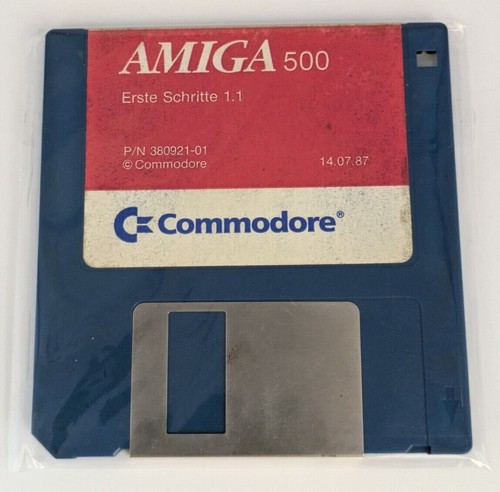 AMIGA 500
Erste Schritte 1.1
P/N 380921-01
© Commodore 14.07.87
Commodore®